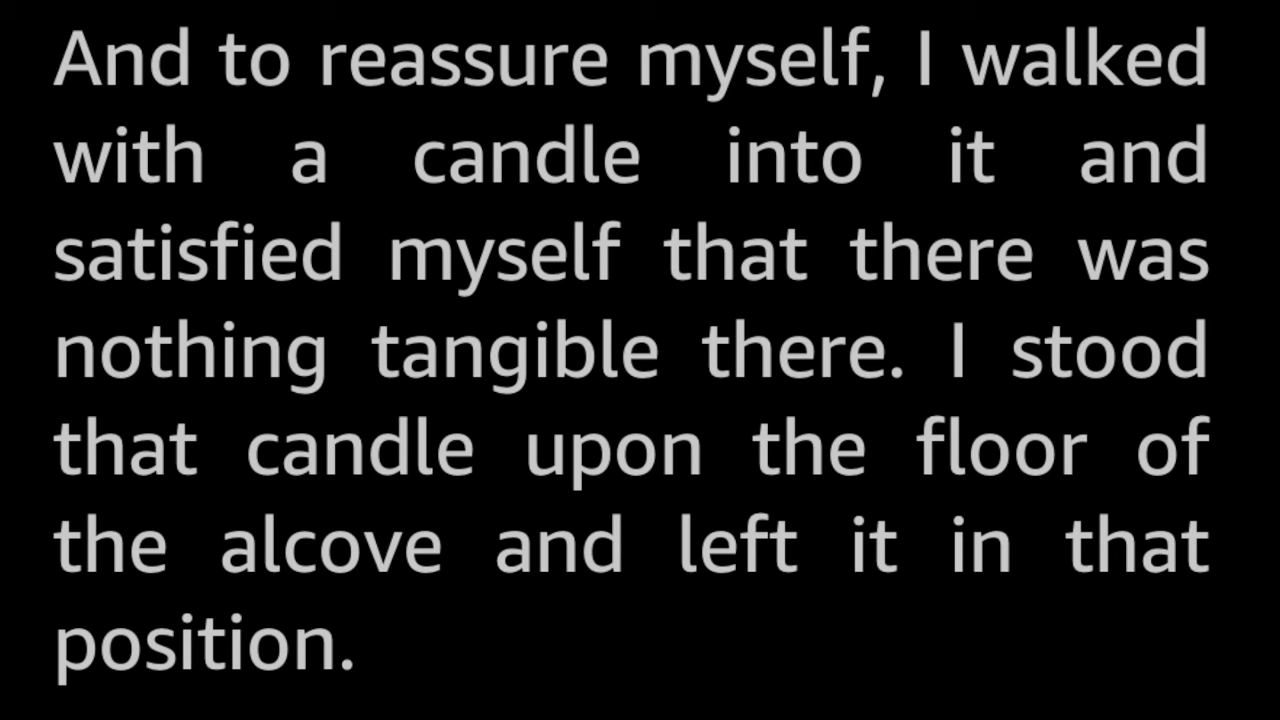 And to reassure myself, I walked
with a candle into it and
satisfied myself that there was
nothing tangible there. I stood
that candle upon the floor of
the alcove and left it in that
position.